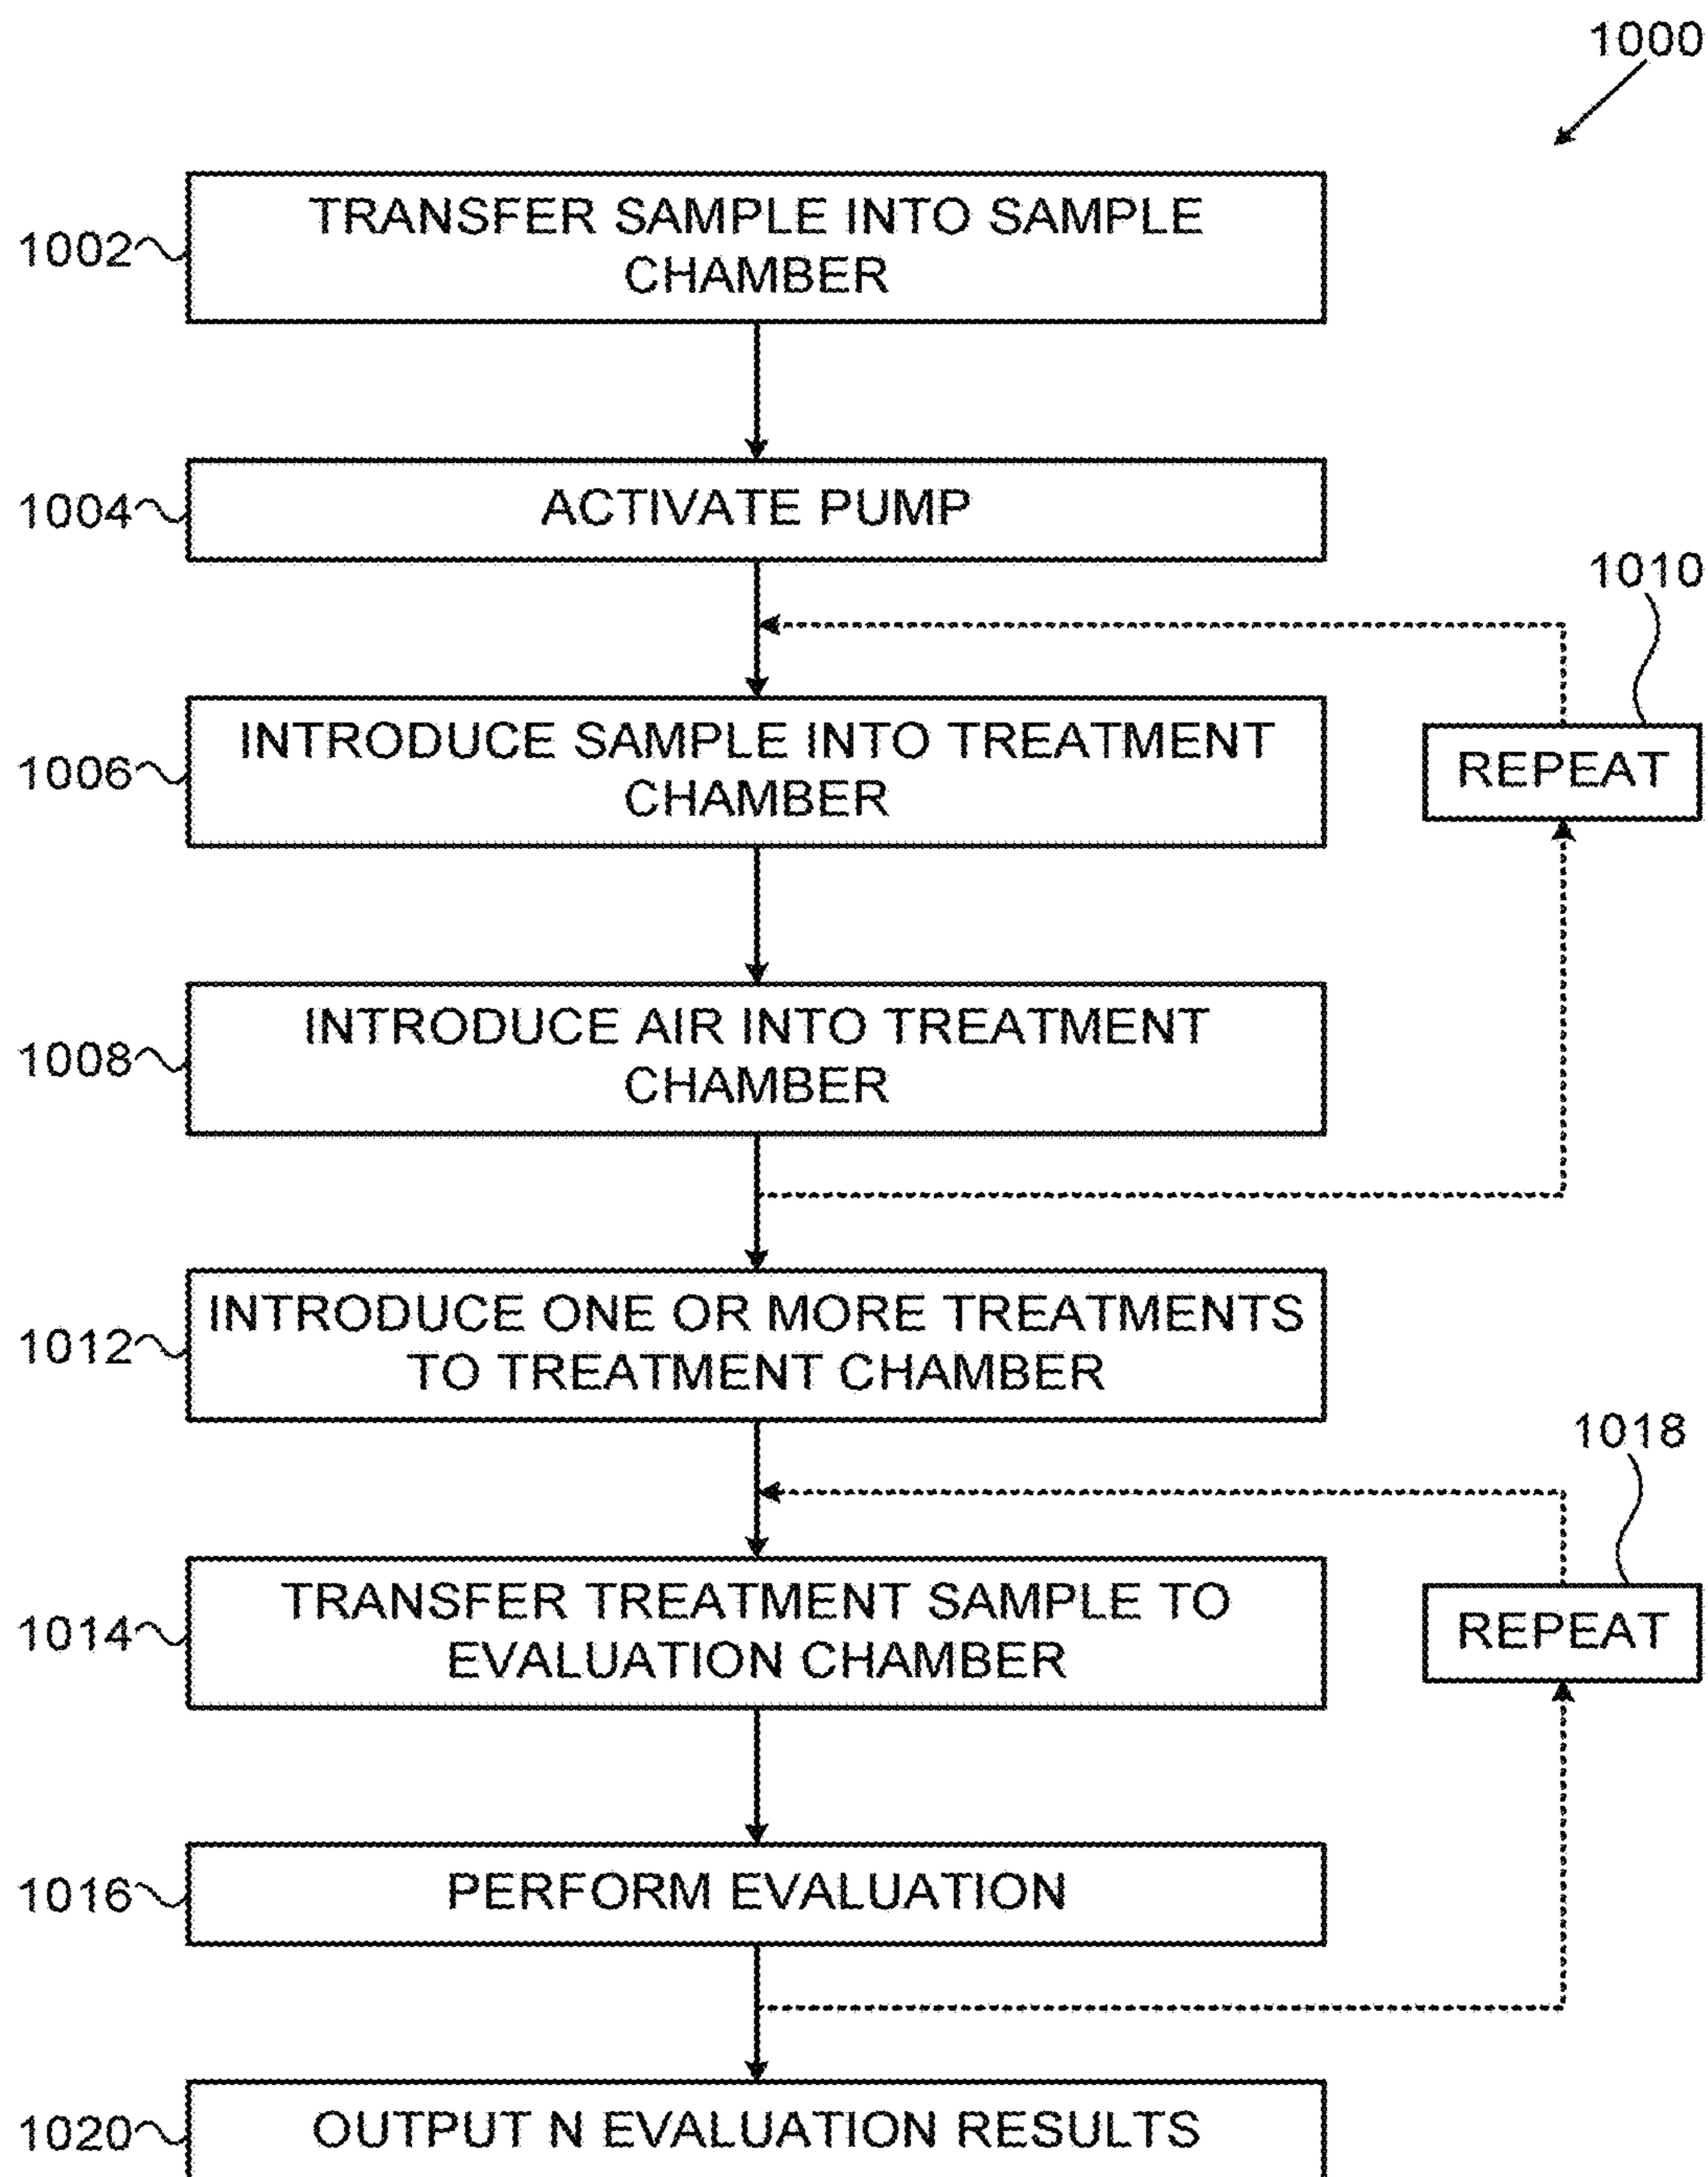 1000
1002
TRANSFER SAMPLE INTO SAMPLE
CHAMBER
1004
ACTIVATE PUMP
1010
1006
INTRODUCE SAMPLE INTO TREATMENT
CHAMBER
REPEAT
1008
INTRODUCE AIR INTO TREATMENT
CHAMBER
1012
INTRODUCE ONE OR MORE TREATMENTS
TO TREATMENT CHAMBER
1018
1014
TRANSFER TREATMENT SAMPLE TO
EVALUATION CHAMBER
REPEAT
1016
PERFORM EVALUATION
1020
OUTPUT N EVALUATION RESULTS